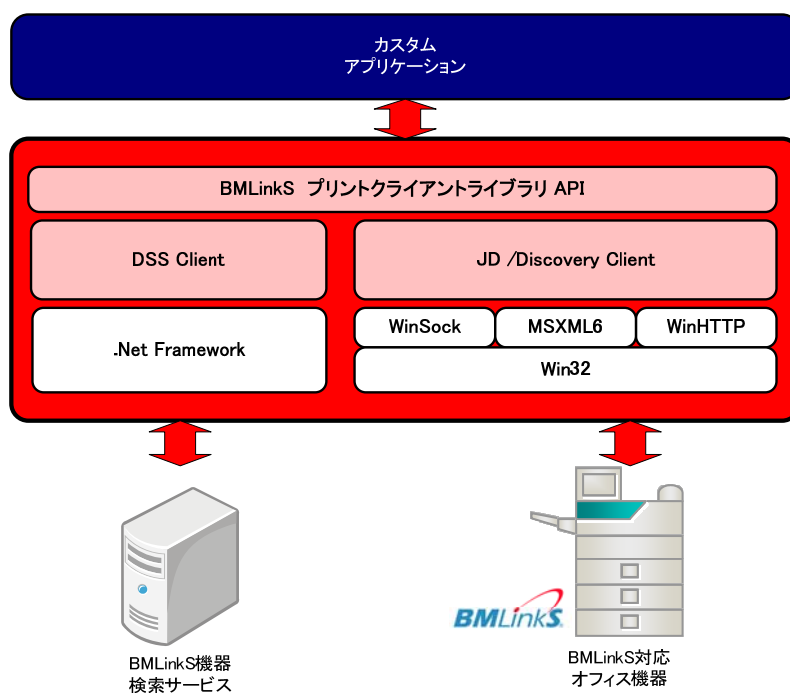 カスタム
アプリケーション
BMLinkS プリントクライアントライブラリ API
DSS Client
JD /Discovery Client
.Net Framework
WinSock
MSXML6
WinHTTP
Win32
BMLinkS
BMLinkS機器
検索サービス
BMLinkS対応
オフィス機器